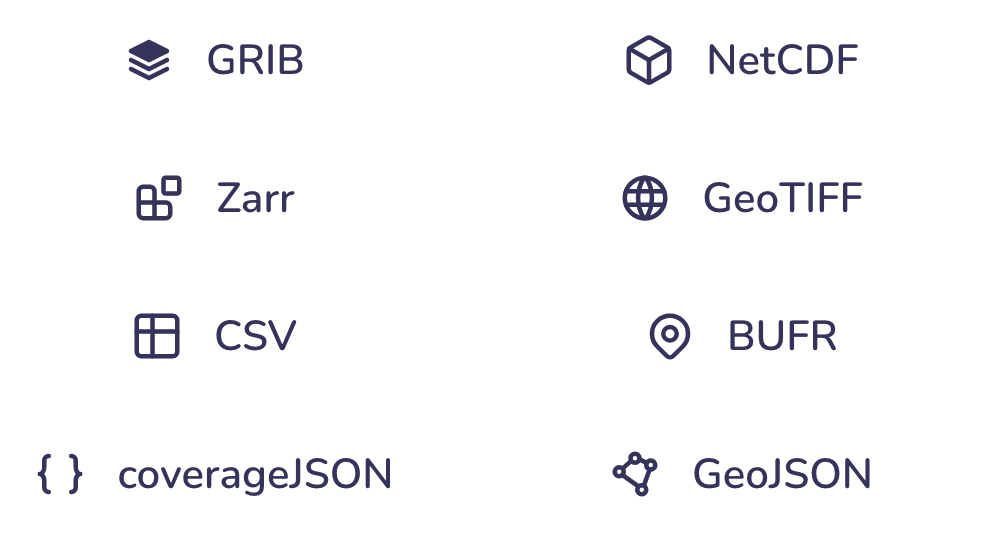 GRIB
NetCDF
Zarr
GeoTIFF
CSV
BUFR
{ } coverageJSON
GeoJSON